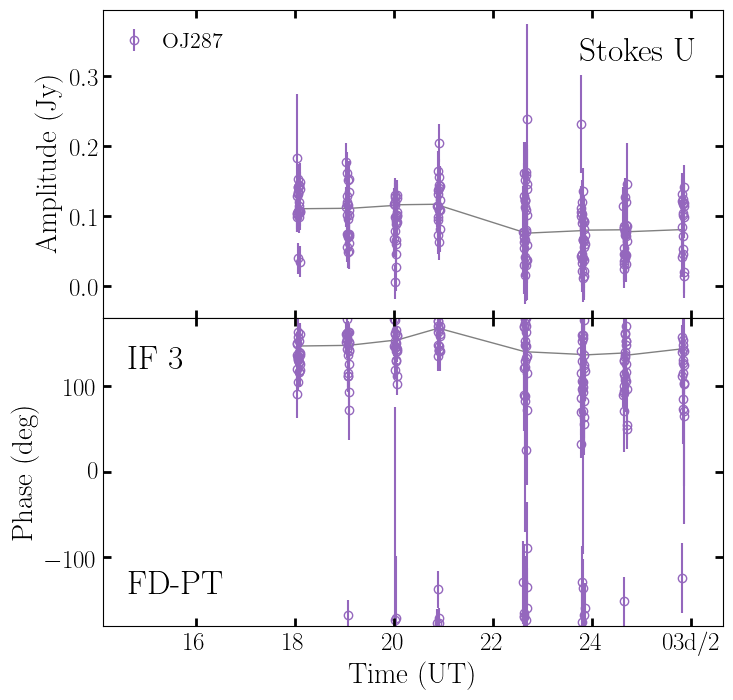 OJ287
Stokes U
Amplitude (Jy)
0.3
0.2
0.1
0.0
IF 3
FD-PT
Phase (deg)
100
0
−100
16 18 20 22 24 03d/2
Time (UT)